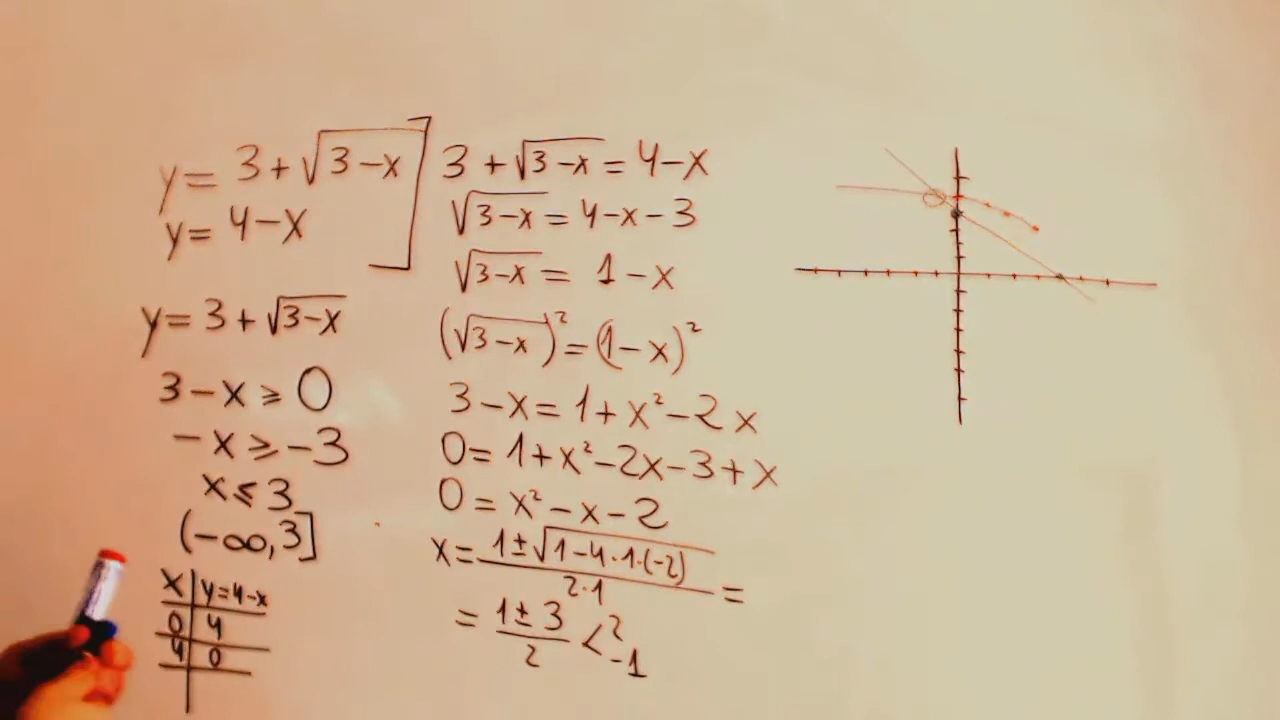 y = 3 + √(3-x)
y = 4-x
y = 3 + √(3-x)
3-x ≥ 0
-x ≥ -3
x ≤ 3
(-∞, 3]
x | y=4-x
0 | 4
4 | 0
3 + √(3-x) = 4-x
√(3-x) = 4-x-3
√(3-x) = 1-x
(√(3-x))² = (1-x)²
3-x = 1+x²-2x
0 = 1+x²-2x-3+x
0 = x²-x-2
x = (1±√(1-4·1·(-2)))/(2·1) =
= (1±3)/2 < 2
-1